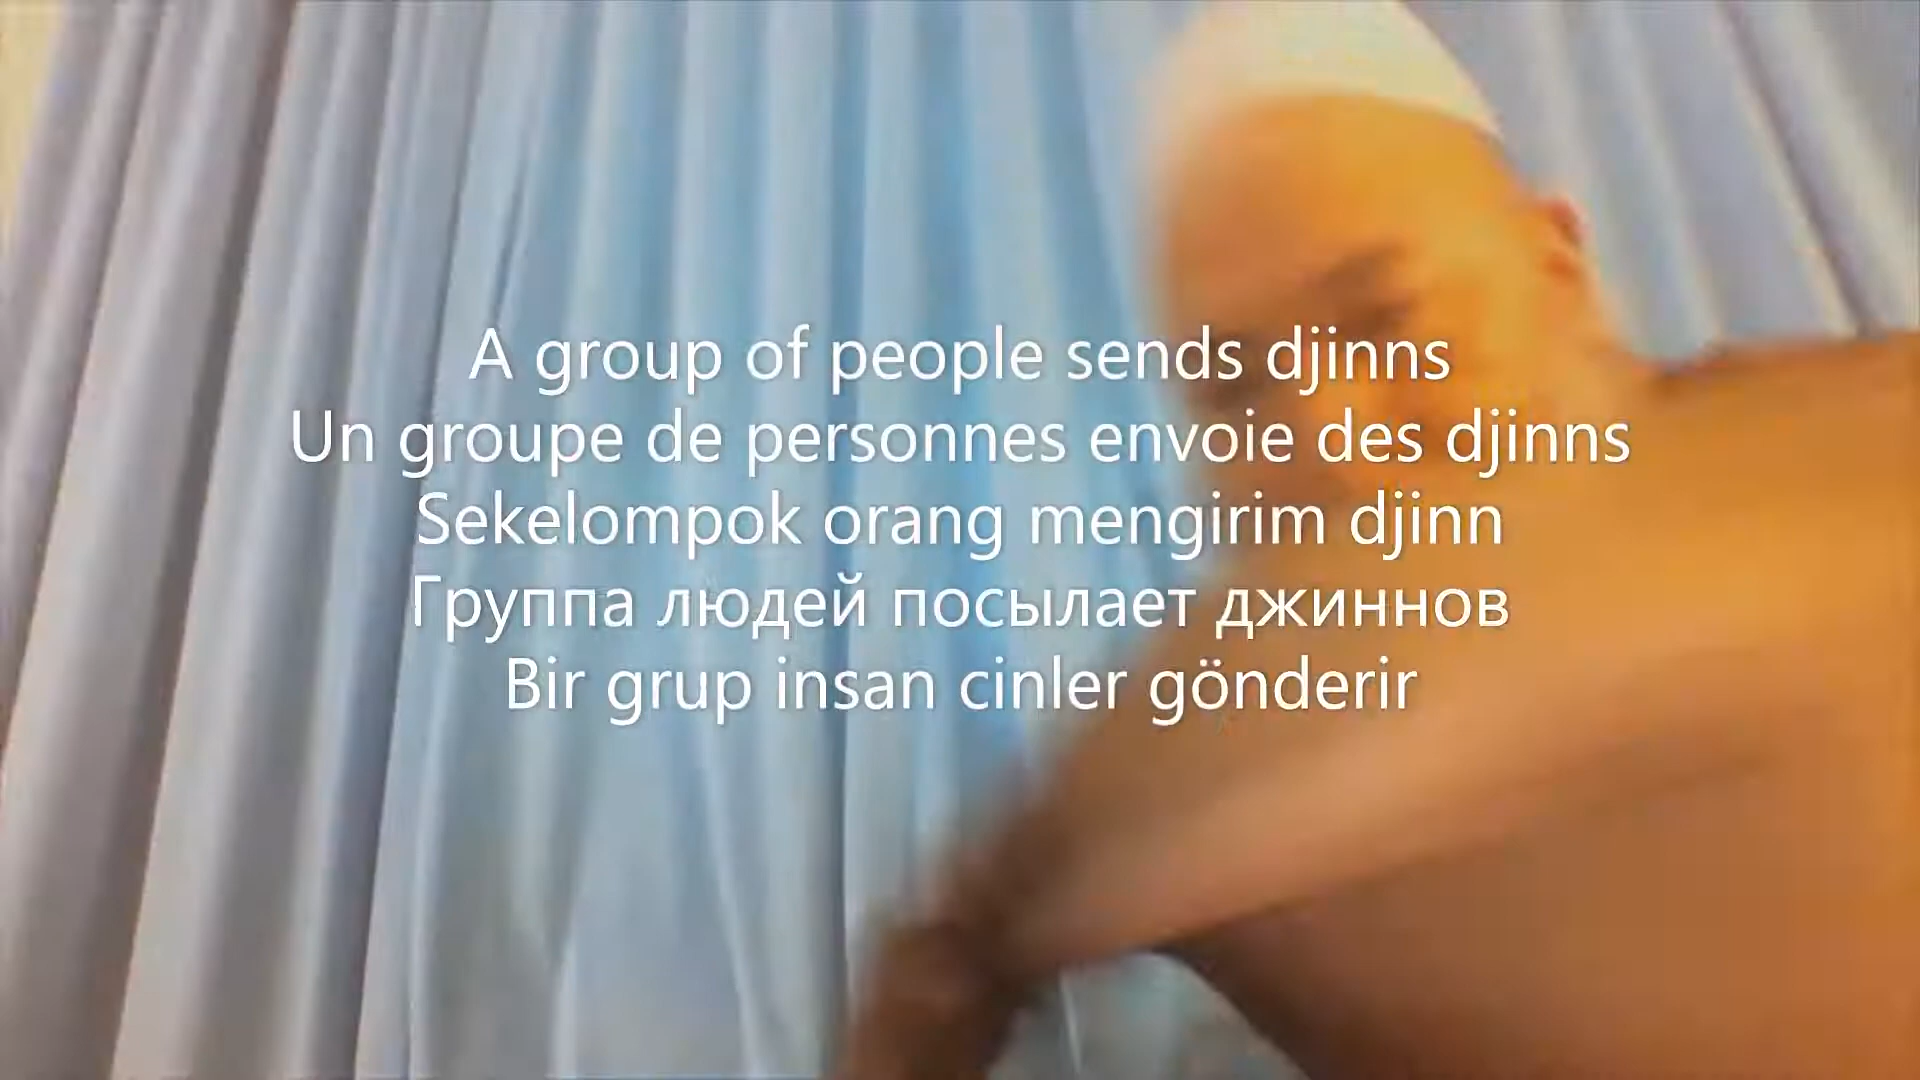 A group of people sends djinns
Un groupe de personnes envoie des djinns
Sekelompok orang mengirim djinn
Группа людей посылает джиннов
Bir grup insan cinler gönderir